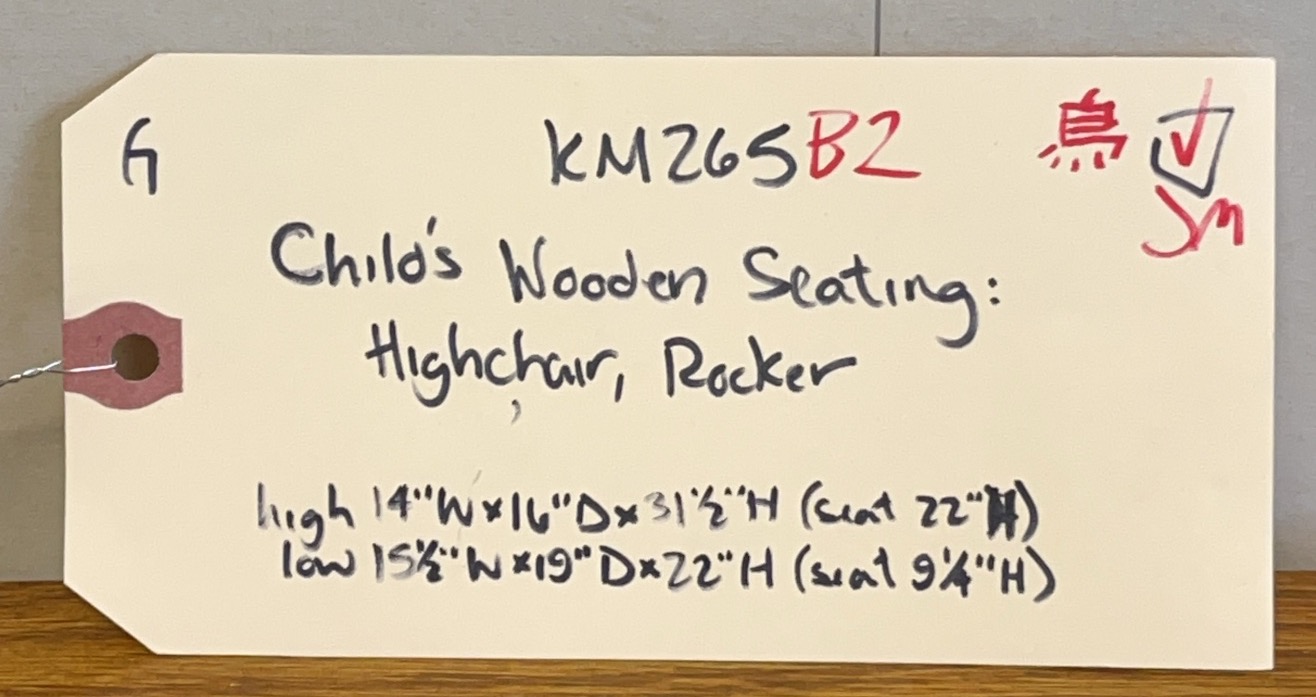 G KM265B2 鳥
JM
Child's Wooden Seating:
Highchair, Rocker
high 14"W×16"D×31½"H (seat 22"H)
low 15½"W×19"D×22"H (seat 9¼"H)